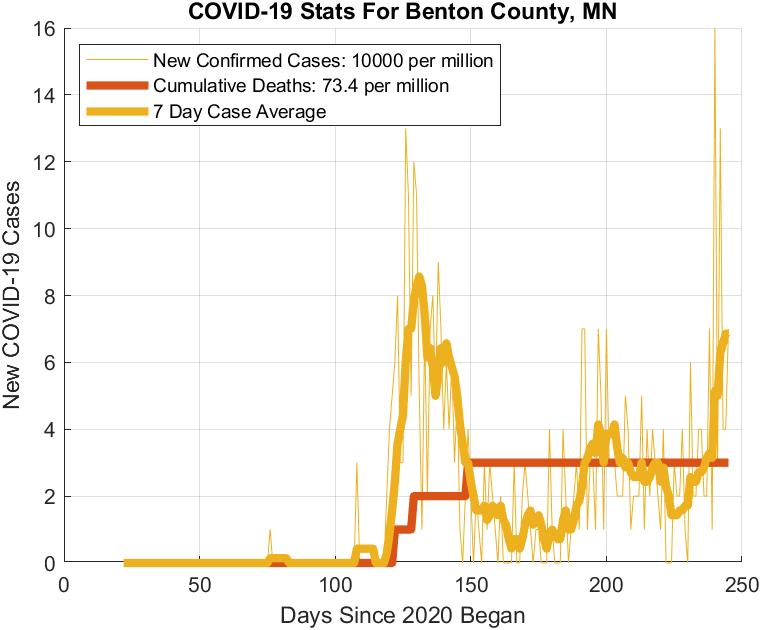 COVID-19 Stats For Benton County, MN
New Confirmed Cases: 10000 per million
Cumulative Deaths: 73.4 per million
7 Day Case Average
New COVID-19 Cases
16
14
12
10
8
6
4
2
0
0 50 100 150 200 250
Days Since 2020 Began